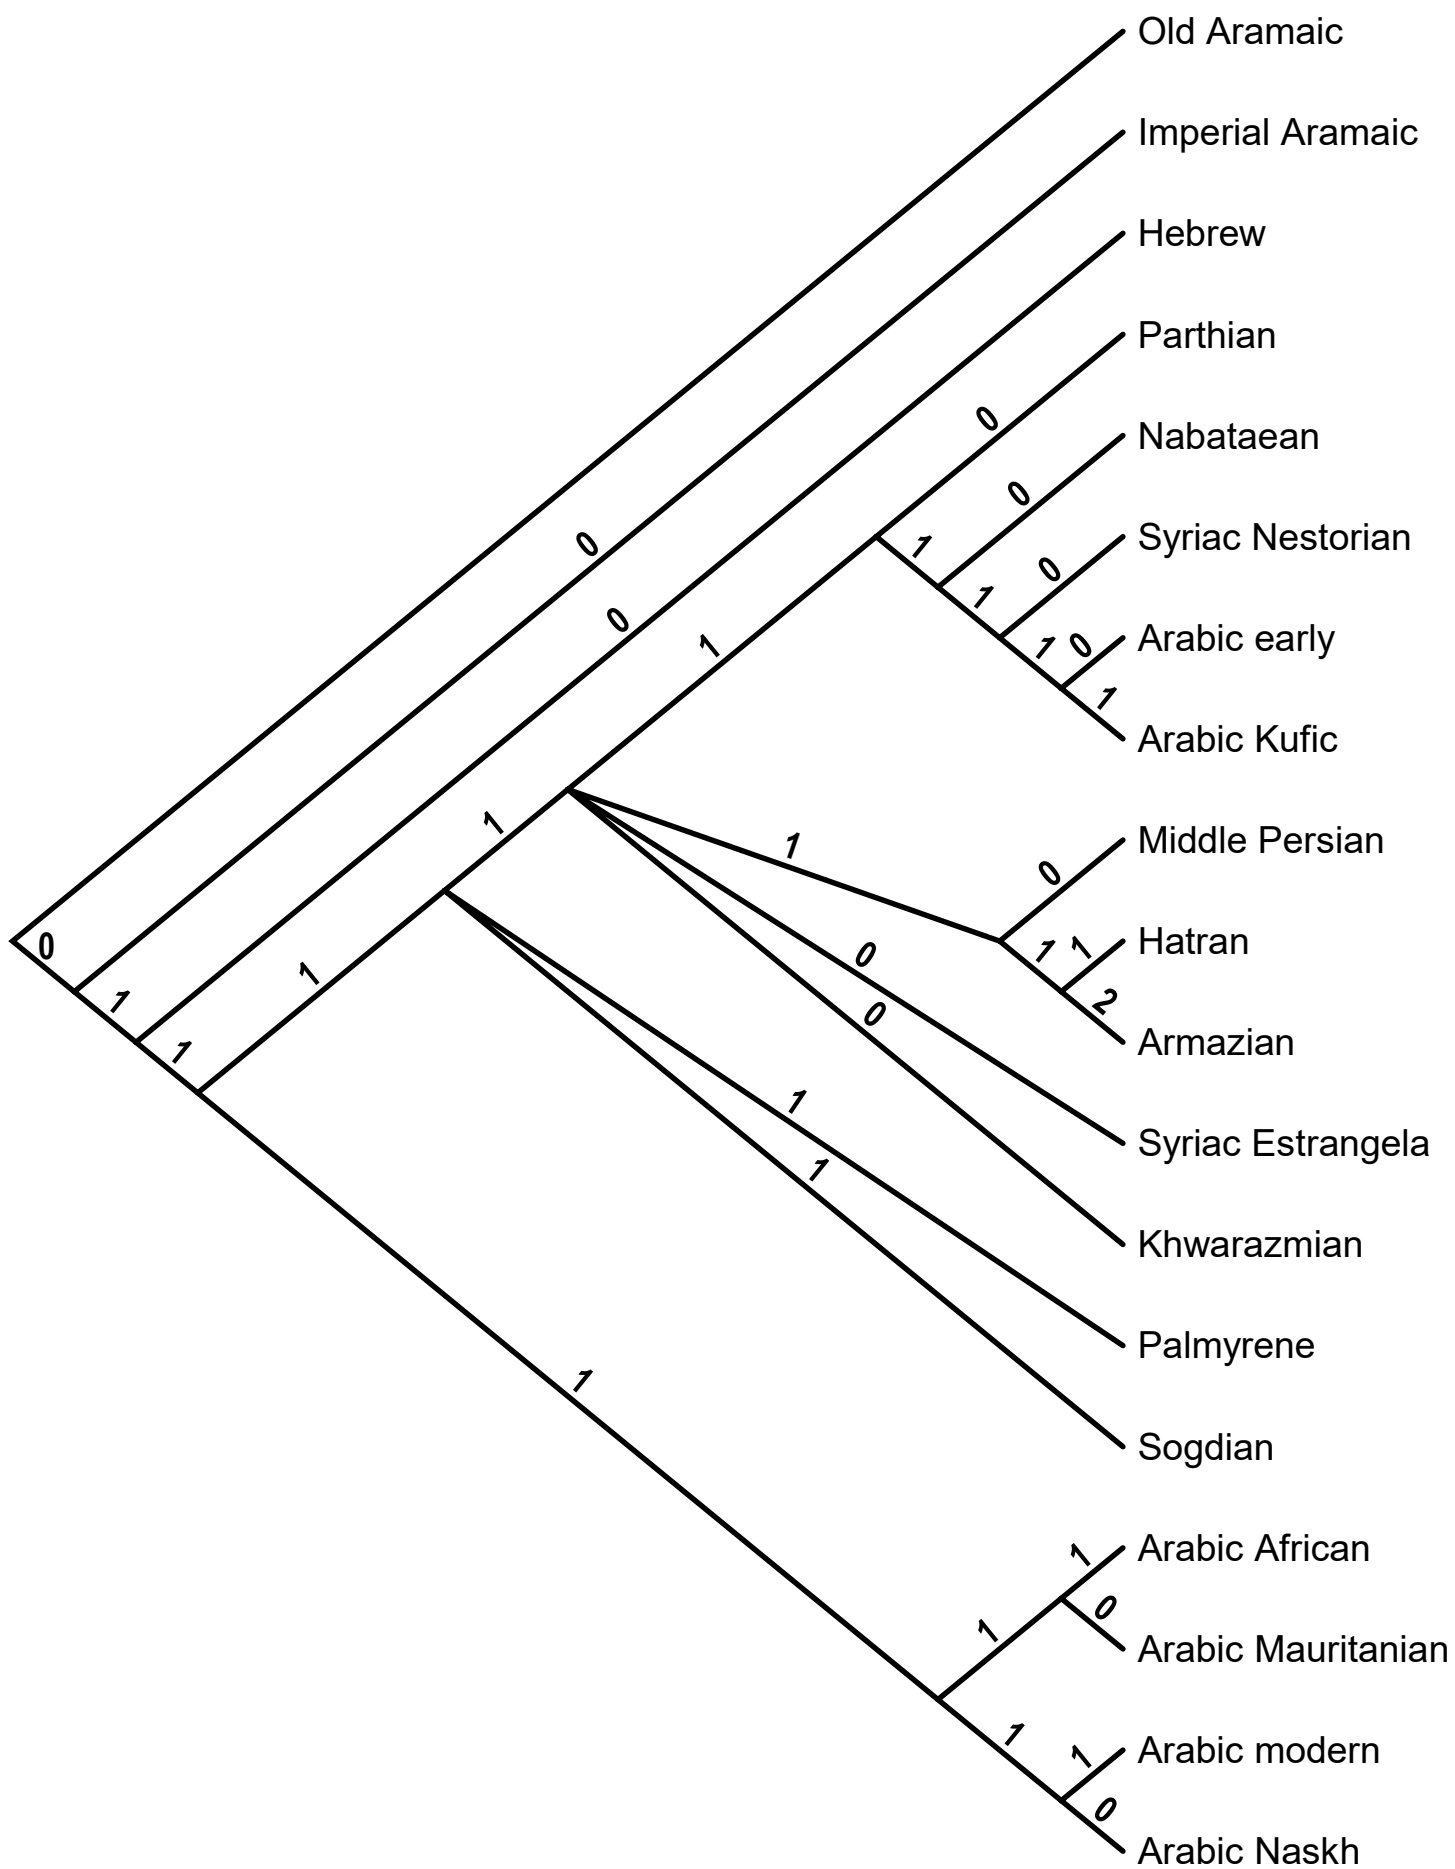 Old Aramaic
Imperial Aramaic
Hebrew
Parthian
0
Nabataean
0
Syriac Nestorian
0
1
0
Arabic early
1
0
0
1
0
1
1
Arabic Kufic
1
Middle Persian
1
0
Hatran
0
1
1
0
1
2
1
0
Armazian
1
Syriac Estrangela
1
Khwarazmian
1
Palmyrene
1
Sogdian
Arabic African
1
0
1
Arabic Mauritanian
1
Arabic modern
1
0
Arabic Naskh